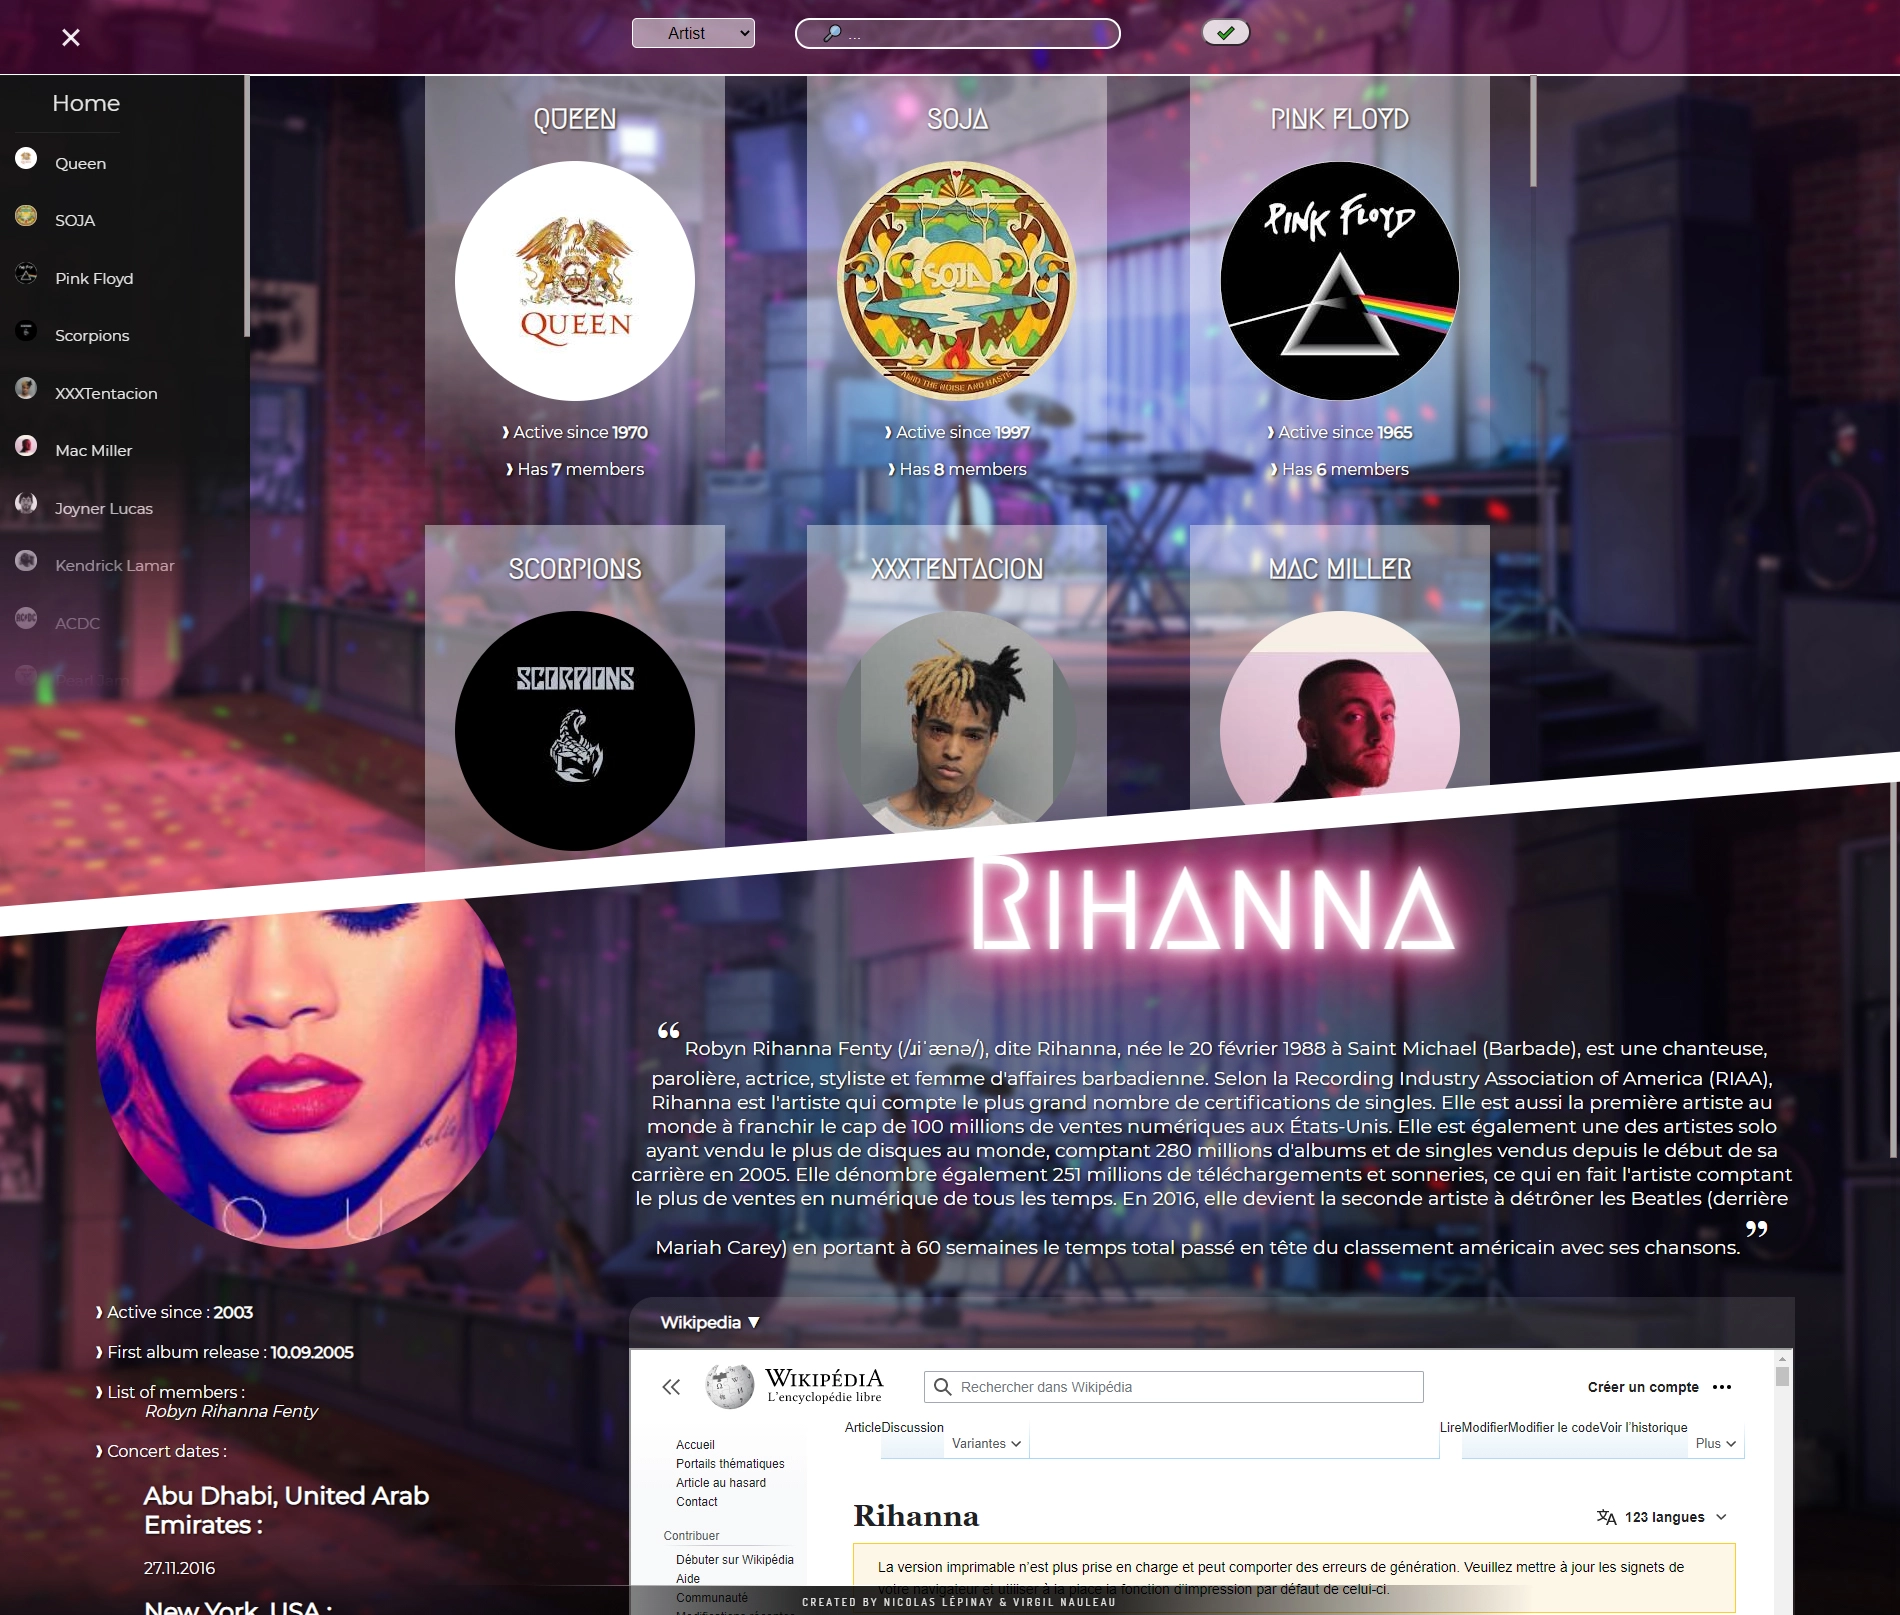 Artist
...
Home
Queen
SOJA
Pink Floyd
Scorpions
XXXTentacion
Mac Miller
Joyner Lucas
Kendrick Lamar
ACDC
Pearl Jam
QUEEN
SOJA
PINK FLOYD
QUEEN
SOJA
AMID THE NOISE AND HASTE
PINK FLOYD
❫ Active since 1970
❫ Active since 1997
❫ Active since 1965
❫ Has 7 members
❫ Has 8 members
❫ Has 6 members
SCORPIONS
XXXTENTACION
MAC MILLER
SCORPIONS
RIHANNA
O U
“ Robyn Rihanna Fenty (/ɹiˈænə/), dite Rihanna, née le 20 février 1988 à Saint Michael (Barbade), est une chanteuse,
parolière, actrice, styliste et femme d'affaires barbadienne. Selon la Recording Industry Association of America (RIAA),
Rihanna est l'artiste qui compte le plus grand nombre de certifications de singles. Elle est aussi la première artiste au
monde à franchir le cap de 100 millions de ventes numériques aux États-Unis. Elle est également une des artistes solo
ayant vendu le plus de disques au monde, comptant 280 millions d'albums et de singles vendus depuis le début de sa
carrière en 2005. Elle dénombre également 251 millions de téléchargements et sonneries, ce qui en fait l'artiste comptant
le plus de ventes en numérique de tous les temps. En 2016, elle devient la seconde artiste à détrôner les Beatles (derrière
Mariah Carey) en portant à 60 semaines le temps total passé en tête du classement américain avec ses chansons. ”
❫ Active since : 2003
❫ First album release : 10.09.2005
❫ List of members :
Robyn Rihanna Fenty
❫ Concert dates :
Abu Dhabi, United Arab
Emirates :
27.11.2016
New York, USA :
Wikipedia ▼
WIKIPÉDIA
L'encyclopédie libre
Rechercher dans Wikipédia
Créer un compte •••
ArticleDiscussion
Variantes
LireModifierModifier le codeVoir l'historique
Plus
Accueil
Portails thématiques
Article au hasard
Contact
Contribuer
Débuter sur Wikipédia
Aide
Communauté
Modifications récentes
Rihanna
123 langues
La version imprimable n'est plus prise en charge et peut comporter des erreurs de génération. Veuillez mettre à jour les signets de
votre navigateur et utiliser à la place la fonction d'impression par défaut de celui-ci.
CREATED BY NICOLAS LÉPINAY & VIRGIL NAULEAU